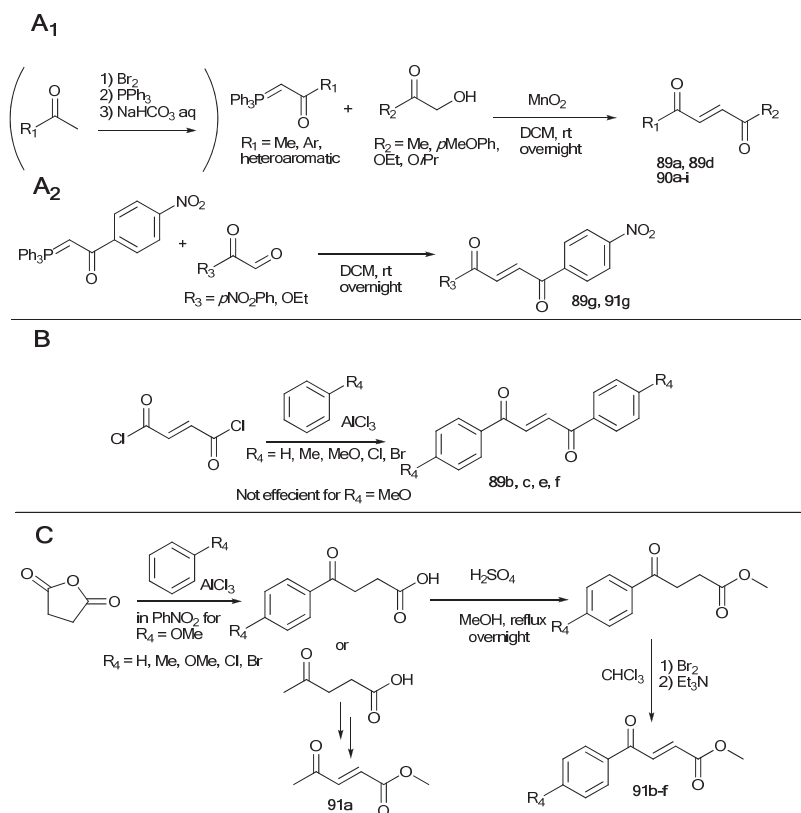 A1
1) Br2
2) PPh3
3) NaHCO3 aq
O
R1
Ph3P
R1
O
R1 = Me, Ar,
heteroaromatic
+
O
OH
R2
R2 = Me, pMeOPh,
OEt, OiPr
MnO2
DCM, rt
overnight
O
R1
R2
O
89a, 89d
90a-i
A2
NO2
Ph3P
O
+
O
O
R3
R3 = pNO2Ph, OEt
DCM, rt
overnight
O
R3
NO2
O
89g, 91g
B
O
Cl
Cl
O
R4
AlCl3
R4 = H, Me, MeO, Cl, Br
Not effecient for R4 = MeO
O
R4
R4
O
89b, c, e, f
C
O
O
O
R4
AlCl3
in PhNO2 for
R4 = OMe
R4 = H, Me, OMe, Cl, Br
O
OH
O
R4
or
O
OH
O
O
O
O
91a
H2SO4
MeOH, reflux
overnight
O
O
O
R4
CHCl3
1) Br2
2) Et3N
O
O
O
R4
91b-f